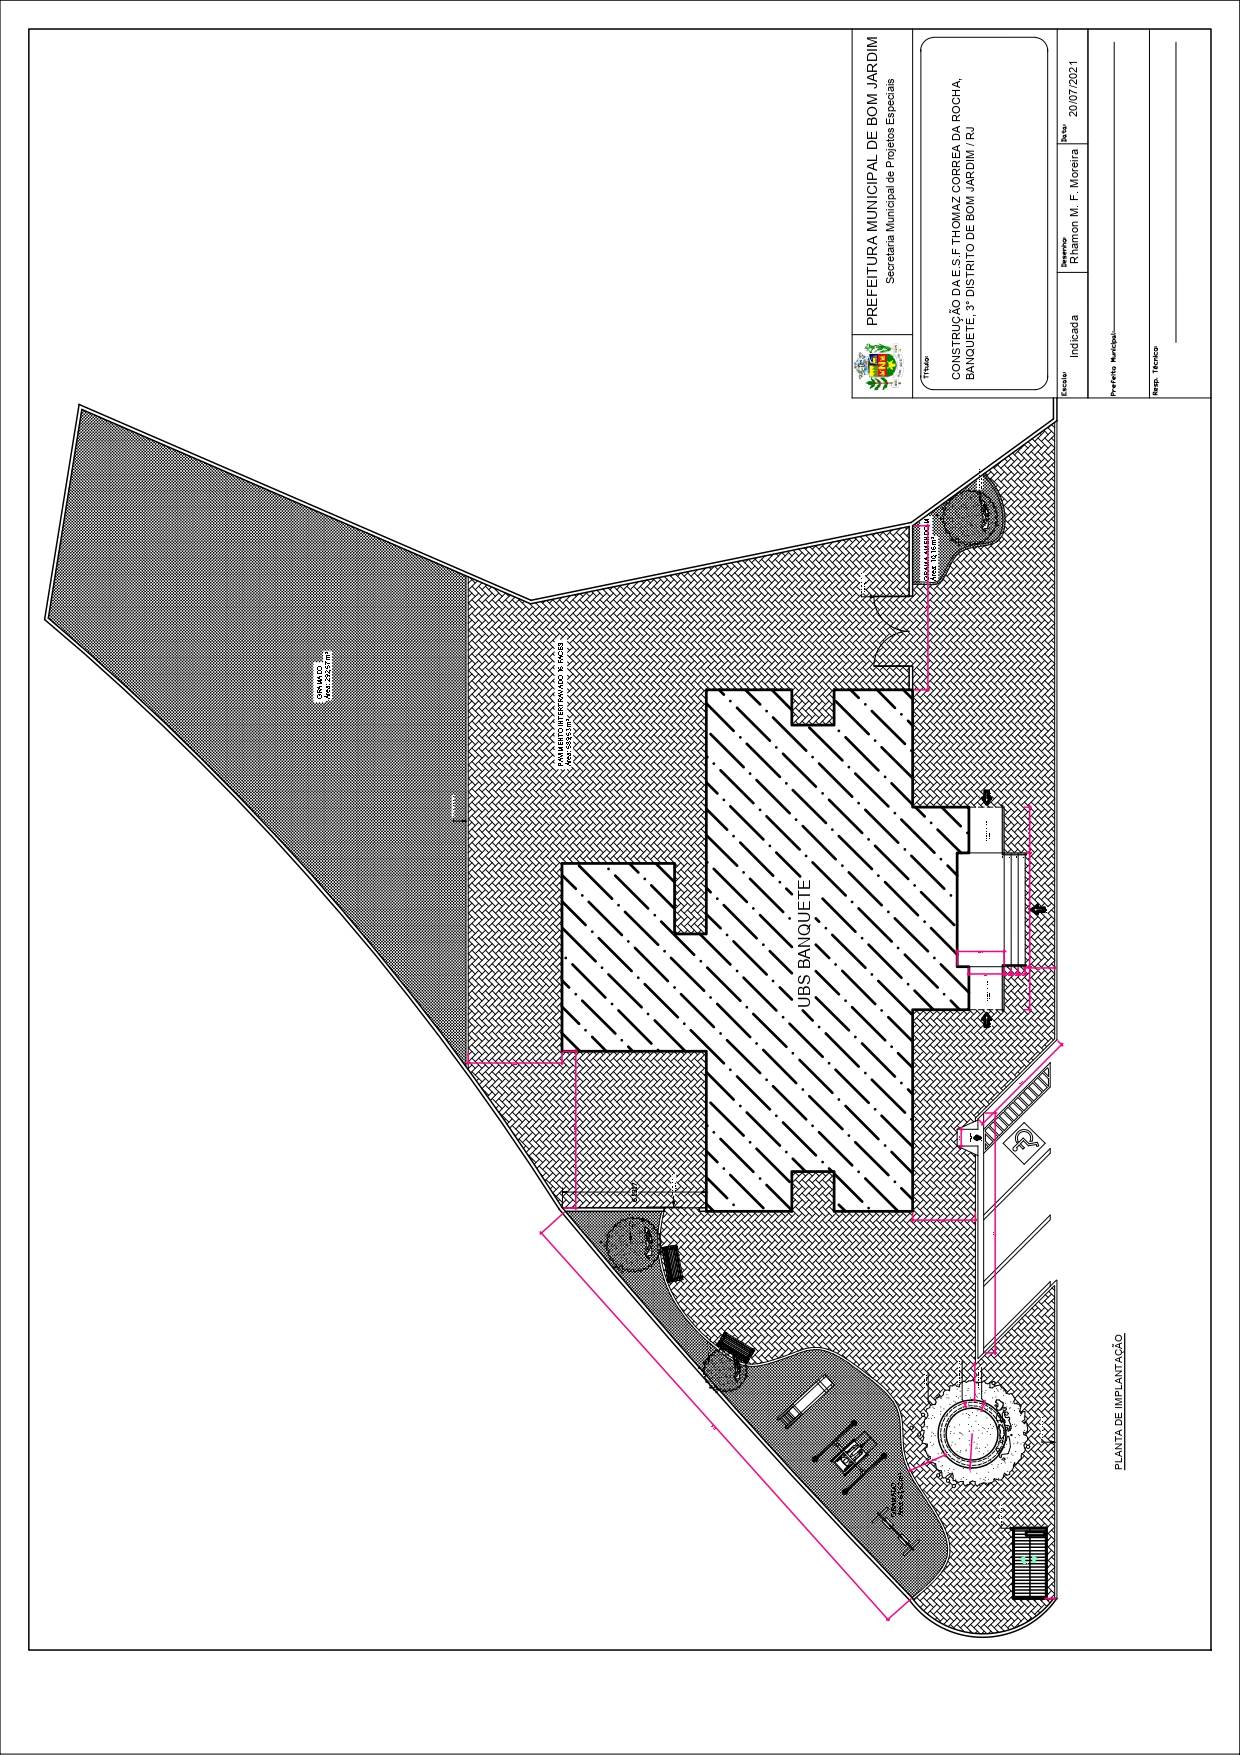 PREFEITURA MUNICIPAL DE BOM JARDIM
Secretaria Municipal de Projetos Especiais
Título:
CONSTRUÇÃO DA E.S.F THOMAZ CORREA DA ROCHA,
BANQUETE, 3° DISTRITO DE BOM JARDIM / RJ
Escala:
Indicada
Desenho:
Rhamon M. F. Moreira
Data:
20/07/2021
Prefeito Municipal:
Resp. Técnico:
GRAMADO
PAVIMENTO INTERTRAVADO 16 FACES
UBS BANQUETE
GRAMADO
PLANTA DE IMPLANTAÇÃO